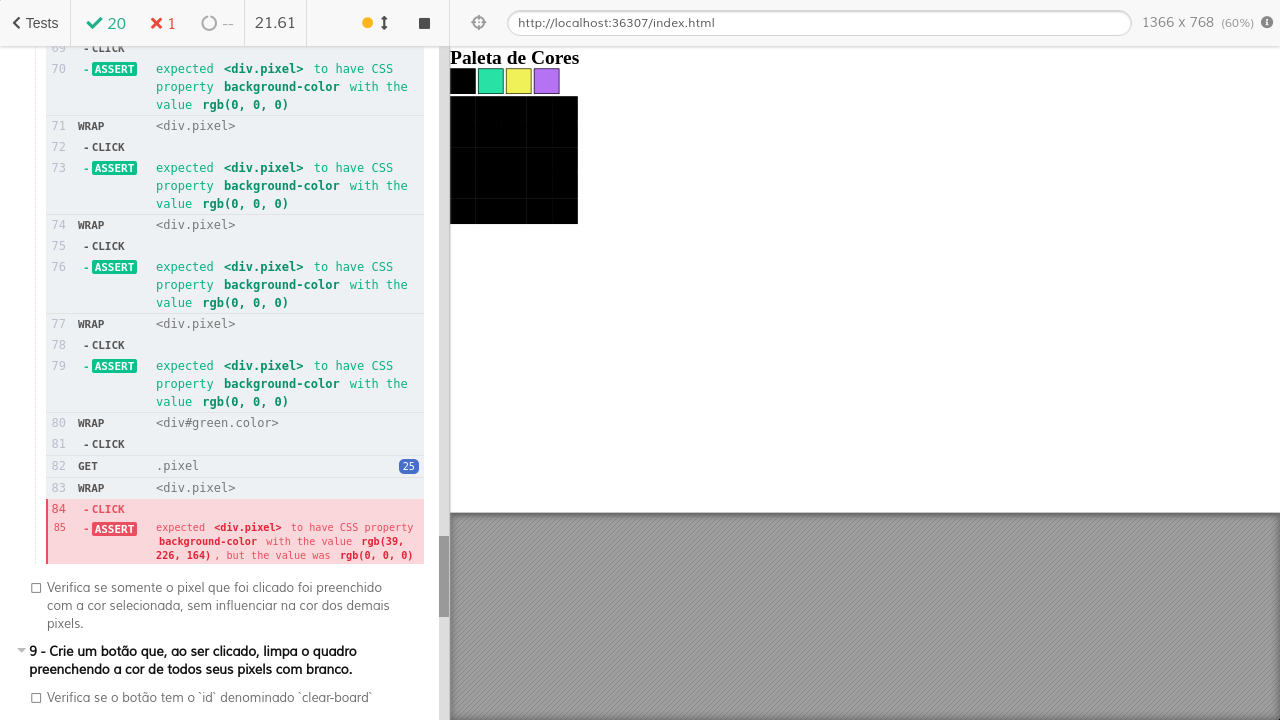 Tests 20 1 -- 21.61 http://localhost:36307/index.html 1366 x 768 (60%)
69 - CLICK
70 - ASSERT expected <div.pixel> to have CSS
property background-color with the
value rgb(0, 0, 0)
71 WRAP <div.pixel>
72 - CLICK
73 - ASSERT expected <div.pixel> to have CSS
property background-color with the
value rgb(0, 0, 0)
74 WRAP <div.pixel>
75 - CLICK
76 - ASSERT expected <div.pixel> to have CSS
property background-color with the
value rgb(0, 0, 0)
77 WRAP <div.pixel>
78 - CLICK
79 - ASSERT expected <div.pixel> to have CSS
property background-color with the
value rgb(0, 0, 0)
80 WRAP <div#green.color>
81 - CLICK
82 GET .pixel 25
83 WRAP <div.pixel>
84 - CLICK
85 - ASSERT expected <div.pixel> to have CSS property
background-color with the value rgb(39,
226, 164) , but the value was rgb(0, 0, 0)
Verifica se somente o pixel que foi clicado foi preenchido
com a cor selecionada, sem influenciar na cor dos demais
pixels.
9 - Crie um botão que, ao ser clicado, limpa o quadro
preenchendo a cor de todos seus pixels com branco.
Verifica se o botão tem o `id` denominado `clear-board`
Paleta de Cores